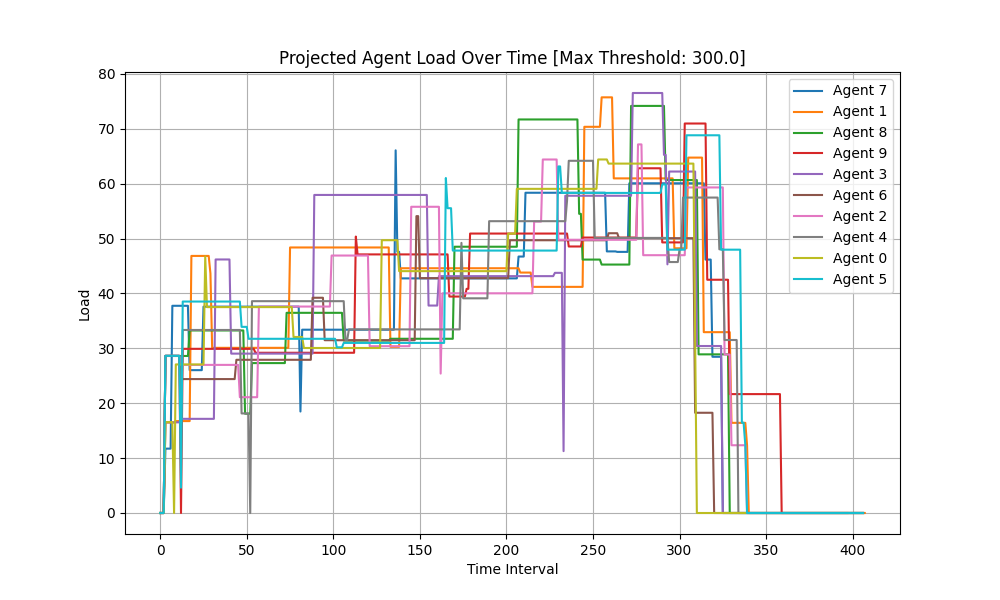 Projected Agent Load Over Time [Max Threshold: 300.0]
Load
80
70
60
50
40
30
20
10
0
0 50 100 150 200 250 300 350 400
Time Interval
Agent 7
Agent 1
Agent 8
Agent 9
Agent 3
Agent 6
Agent 2
Agent 4
Agent 0
Agent 5